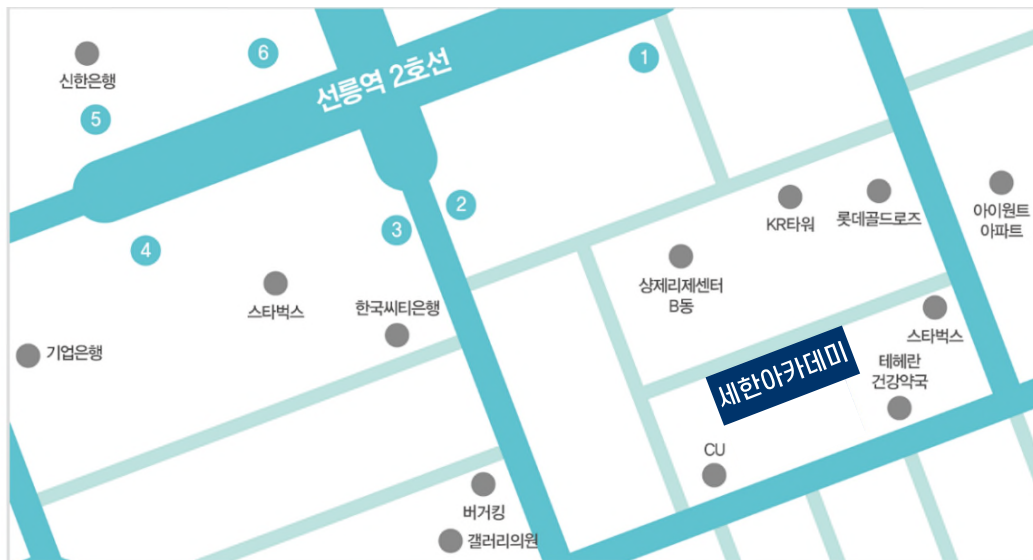 6
1
신한은행
선릉역 2호선
5
2
3
4
KR타워
롯데골드로즈
아이원트
아파트
스타벅스
한국씨티은행
상제리제센터
B동
기업은행
스타벅스
세한아카데미
테헤란
건강약국
CU
버거킹
갤러리의원